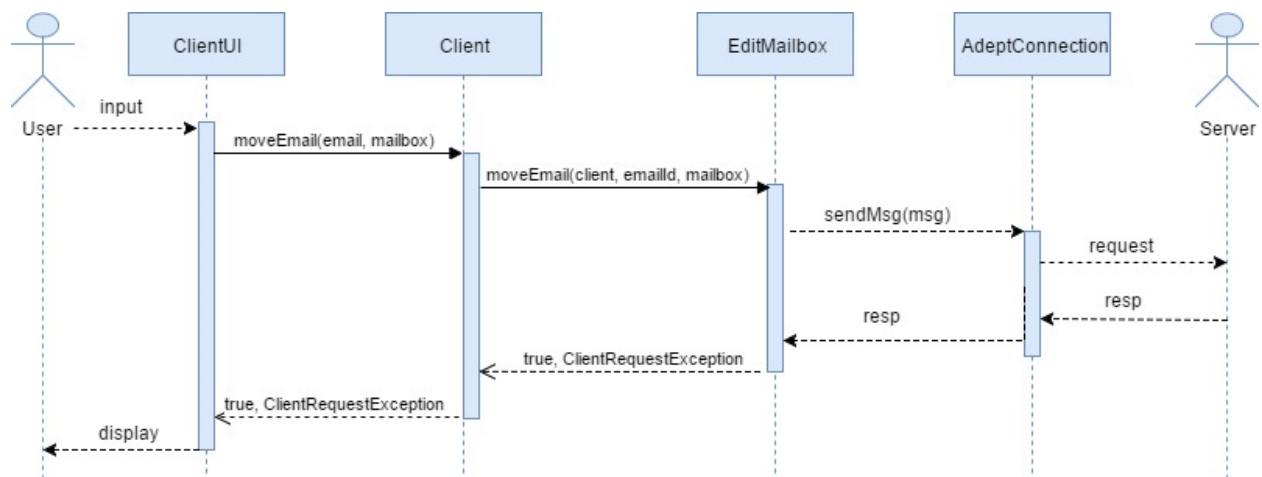 ClientUI
Client
EditMailbox
AdeptConnection
input
User
Server
moveEmail(email, mailbox)
moveEmail(client, emailId, mailbox)
sendMsg(msg)
request
resp
resp
true, ClientRequestException
true, ClientRequestException
display